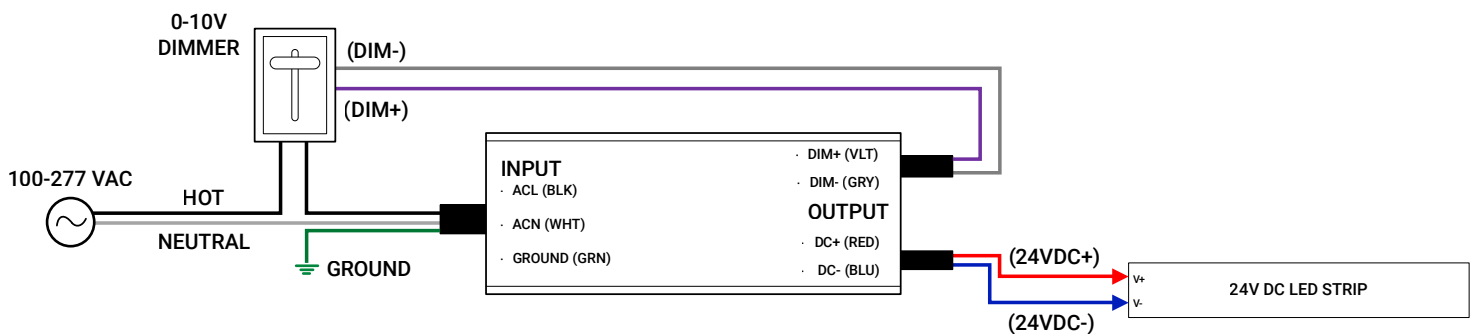 0-10V
DIMMER
(DIM-)
(DIM+)
100-277 VAC
HOT
NEUTRAL
GROUND
INPUT
· ACL (BLK)
· ACN (WHT)
· GROUND (GRN)
· DIM+ (VLT)
· DIM- (GRY)
OUTPUT
· DC+ (RED)
· DC- (BLU)
(24VDC+)
(24VDC-)
V+
V-
24V DC LED STRIP